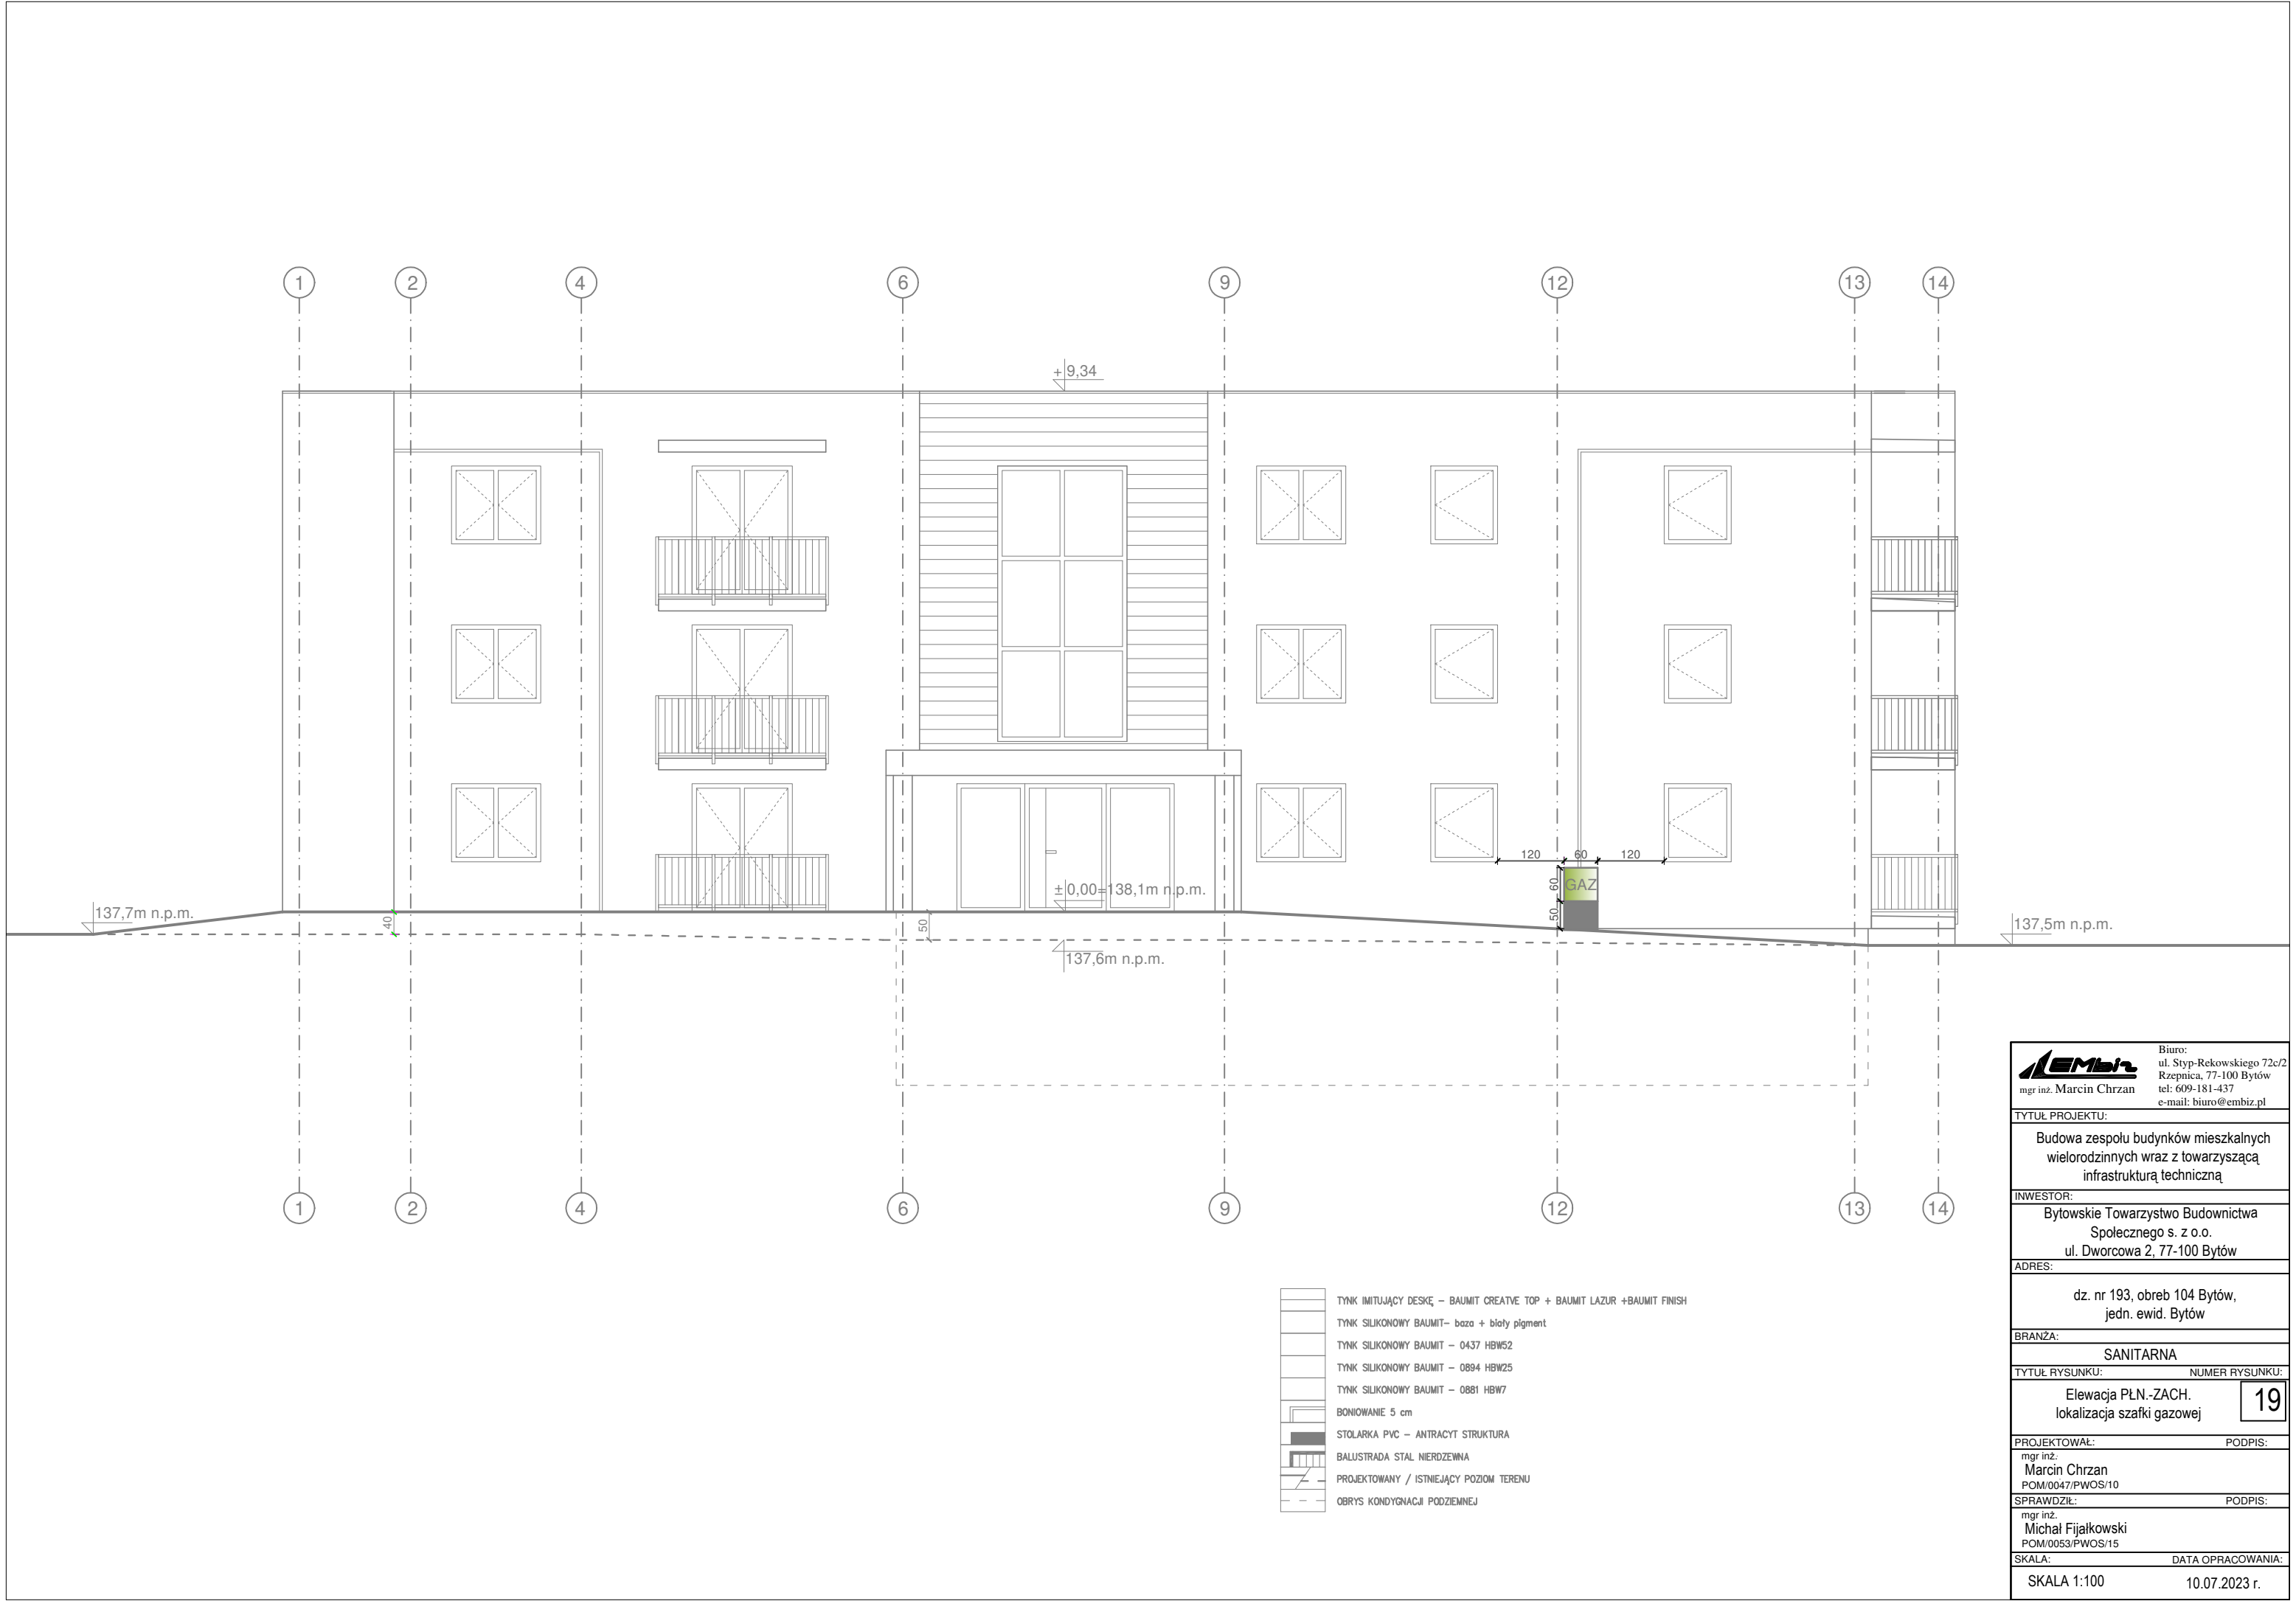 1 2 4 6 9 12 13 14
+9,34
120 60 120
60
GAZ
±0,00=138,1m n.p.m.
137,7m n.p.m.
40
50
50
137,5m n.p.m.
137,6m n.p.m.
1 2 4 6 9 12 13 14
TYNK IMITUJĄCY DESKĘ – BAUMIT CREATVE TOP + BAUMIT LAZUR +BAUMIT FINISH
TYNK SILIKONOWY BAUMIT– baza + biały pigment
TYNK SILIKONOWY BAUMIT – 0437 HBW52
TYNK SILIKONOWY BAUMIT – 0894 HBW25
TYNK SILIKONOWY BAUMIT – 0881 HBW7
BONIOWANIE 5 cm
STOLARKA PVC – ANTRACYT STRUKTURA
BALUSTRADA STAL NIERDZEWNA
PROJEKTOWANY / ISTNIEJĄCY POZIOM TERENU
OBRYS KONDYGNACJI PODZIEMNEJ
EMbiz
mgr inż. Marcin Chrzan
Biuro:
ul. Styp-Rekowskiego 72c/2
Rzepnica, 77-100 Bytów
tel: 609-181-437
e-mail: biuro@embiz.pl
TYTUŁ PROJEKTU:
Budowa zespołu budynków mieszkalnych
wielorodzinnych wraz z towarzyszącą
infrastrukturą techniczną
INWESTOR:
Bytowskie Towarzystwo Budownictwa
Społecznego s. z o.o.
ul. Dworcowa 2, 77-100 Bytów
ADRES:
dz. nr 193, obreb 104 Bytów,
jedn. ewid. Bytów
BRANŻA:
SANITARNA
TYTUŁ RYSUNKU: NUMER RYSUNKU:
Elewacja PŁN.-ZACH.
lokalizacja szafki gazowej
19
PROJEKTOWAŁ: PODPIS:
mgr inż.
Marcin Chrzan
POM/0047/PWOS/10
SPRAWDZIŁ: PODPIS:
mgr inż.
Michał Fijałkowski
POM/0053/PWOS/15
SKALA: DATA OPRACOWANIA:
SKALA 1:100 10.07.2023 r.